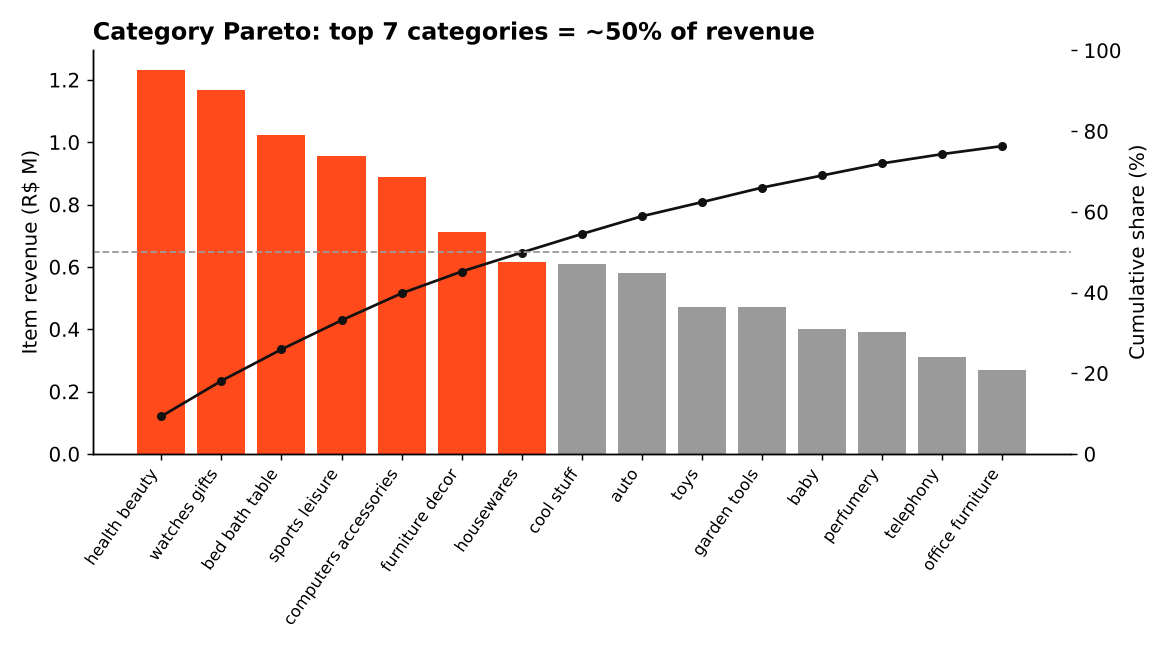 Category Pareto: top 7 categories = ~50% of revenue
Item revenue (R$ M)
1.2
1.0
0.8
0.6
0.4
0.2
0.0
100
80
60
40
20
0
Cumulative share (%)
health beauty
watches gifts
bed bath table
sports leisure
computers accessories
furniture decor
housewares
cool stuff
auto
toys
garden tools
baby
perfumery
telephony
office furniture